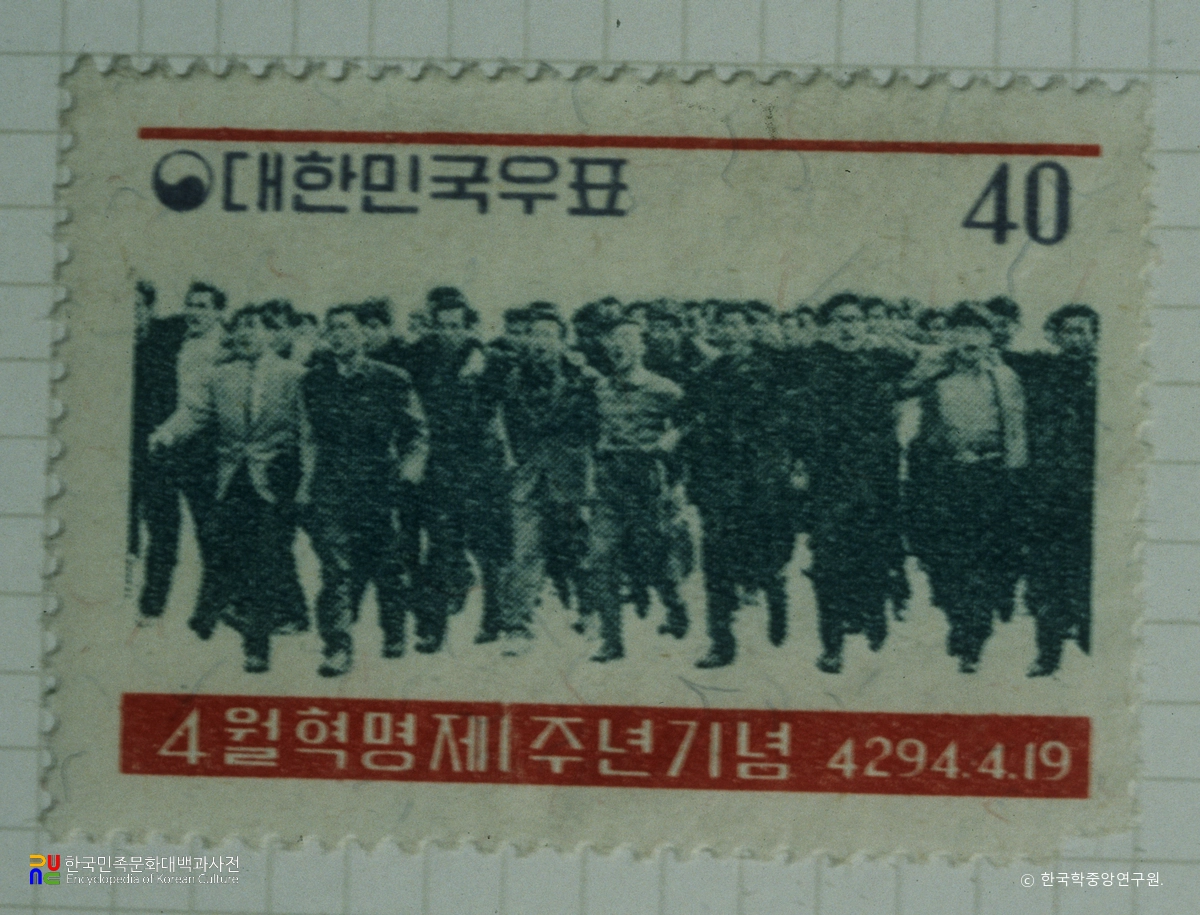 대한민국우표 40
4월혁명제1주년기념 4294.4.19
한국민족문화대백과사전
Encyclopedia of Korean Culture
ⓒ 한국학중앙연구원.